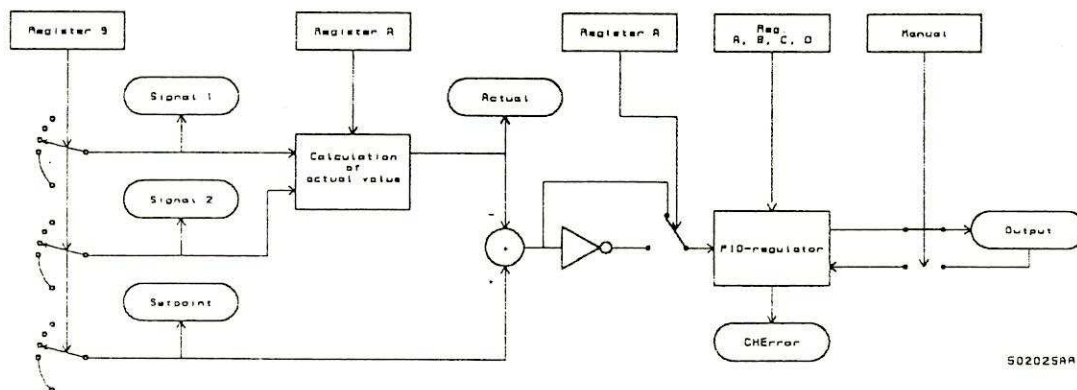 Register 9
Register A
Register A
Reg.
A, B, C, D
Manual
Signal 1
Actual
Calculation
of
actual value
Signal 2
-
+
+
PID-regulator
Output
Setpoint
CHError
502025AA